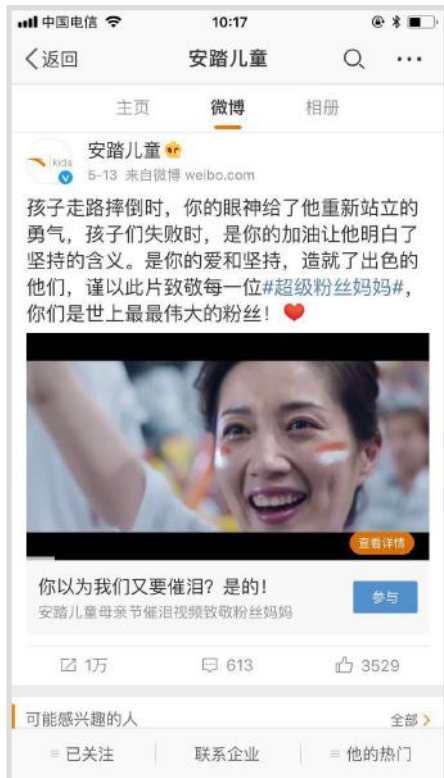 中国电信
10:17
返回
安踏儿童
主页
微博
相册
kids
安踏儿童
5-13 来自微博 weibo.com
孩子走路摔倒时，你的眼神给了他重新站立的
勇气，孩子们失败时，是你的加油让他明白了
坚持的含义。是你的爱和坚持，造就了出色的
他们，谨以此片致敬每一位#超级粉丝妈妈#，
你们是世上最最伟大的粉丝！
查看详情
你以为我们又要催泪？是的！
安踏儿童母亲节催泪视频致敬粉丝妈妈
参与
1万
613
3529
可能感兴趣的人
全部
已关注
联系企业
他的热门